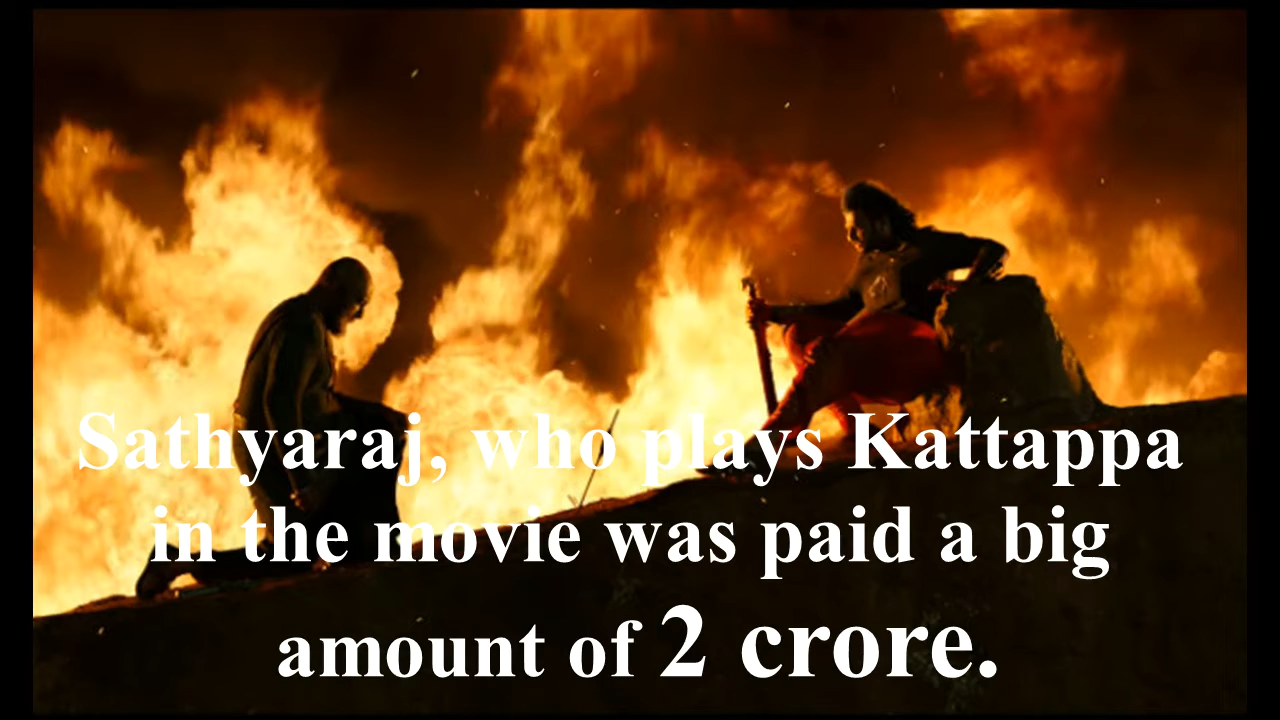 Sathyaraj, who plays Kattappa
in the movie was paid a big
amount of 2 crore.